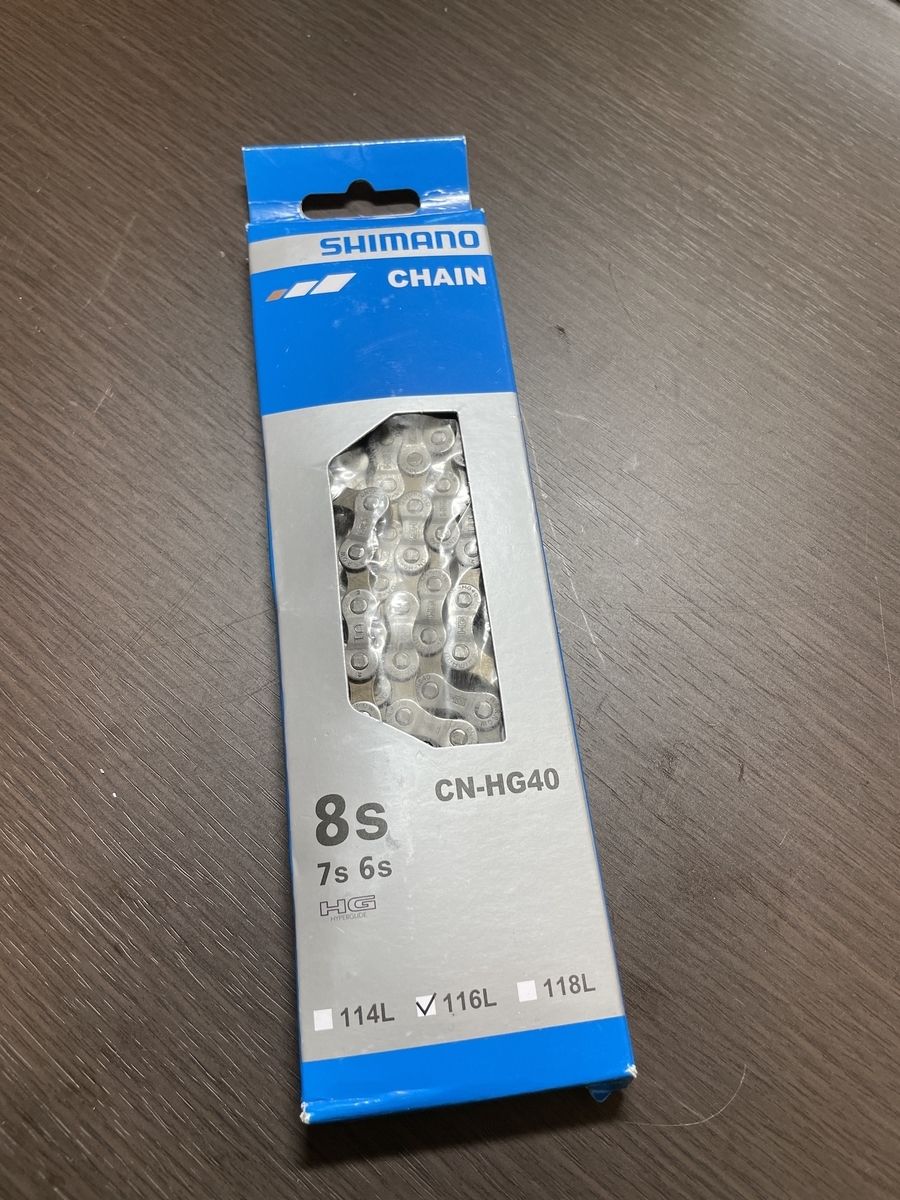 SHIMANO
CHAIN
CN-HG40
8s
7s 6s
HG
HYPERGLIDE
114L 116L 118L